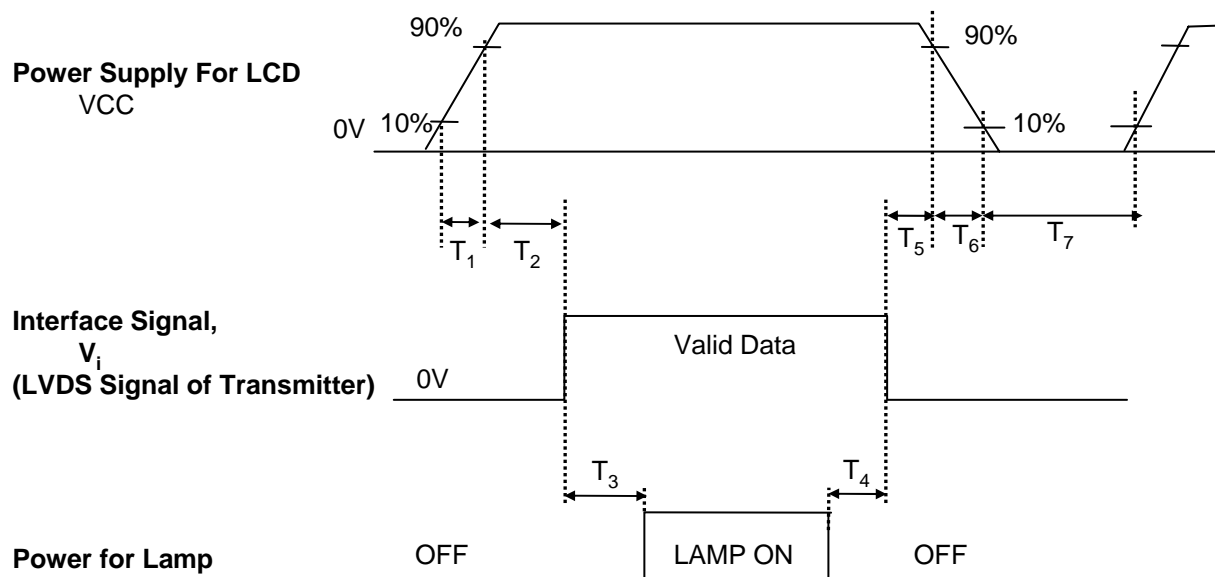 90%
90%
Power Supply For LCD
VCC
0V
10%
10%
T1
T2
T5
T6
T7
Interface Signal,
Vi
(LVDS Signal of Transmitter)
0V
Valid Data
T3
T4
Power for Lamp
OFF
LAMP ON
OFF